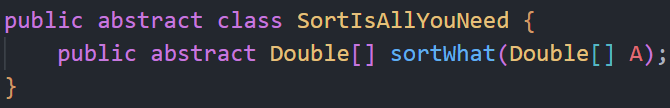 public abstract class SortIsAllYouNeed {
    public abstract Double[] sortWhat(Double[] A);
}